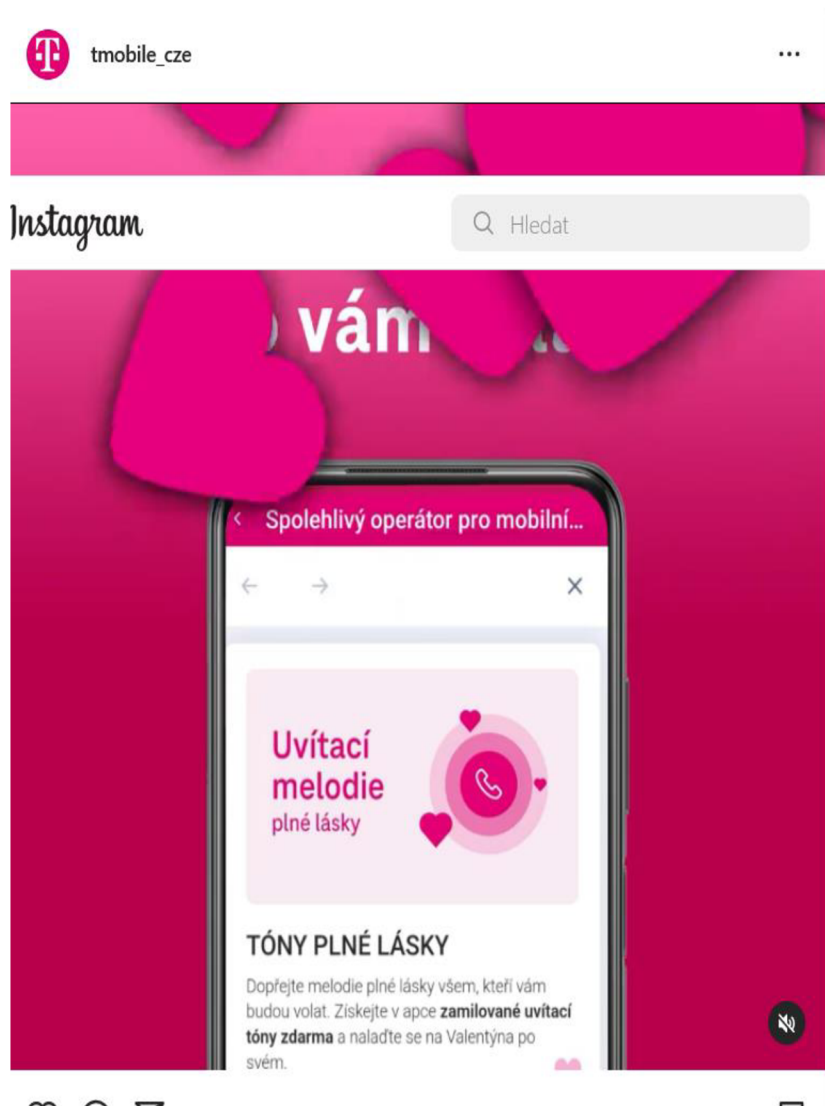 tmobile_cze
Instagram
Hledat
vám
Spolehlivý operátor pro mobilní...
Uvítací
melodie
plné lásky
TÓNY PLNÉ LÁSKY
Dopřejte melodie plné lásky všem, kteří vám
budou volat. Získejte v apce zamilované uvítací
tóny zdarma a nalaďte se na Valentýna po
svém.